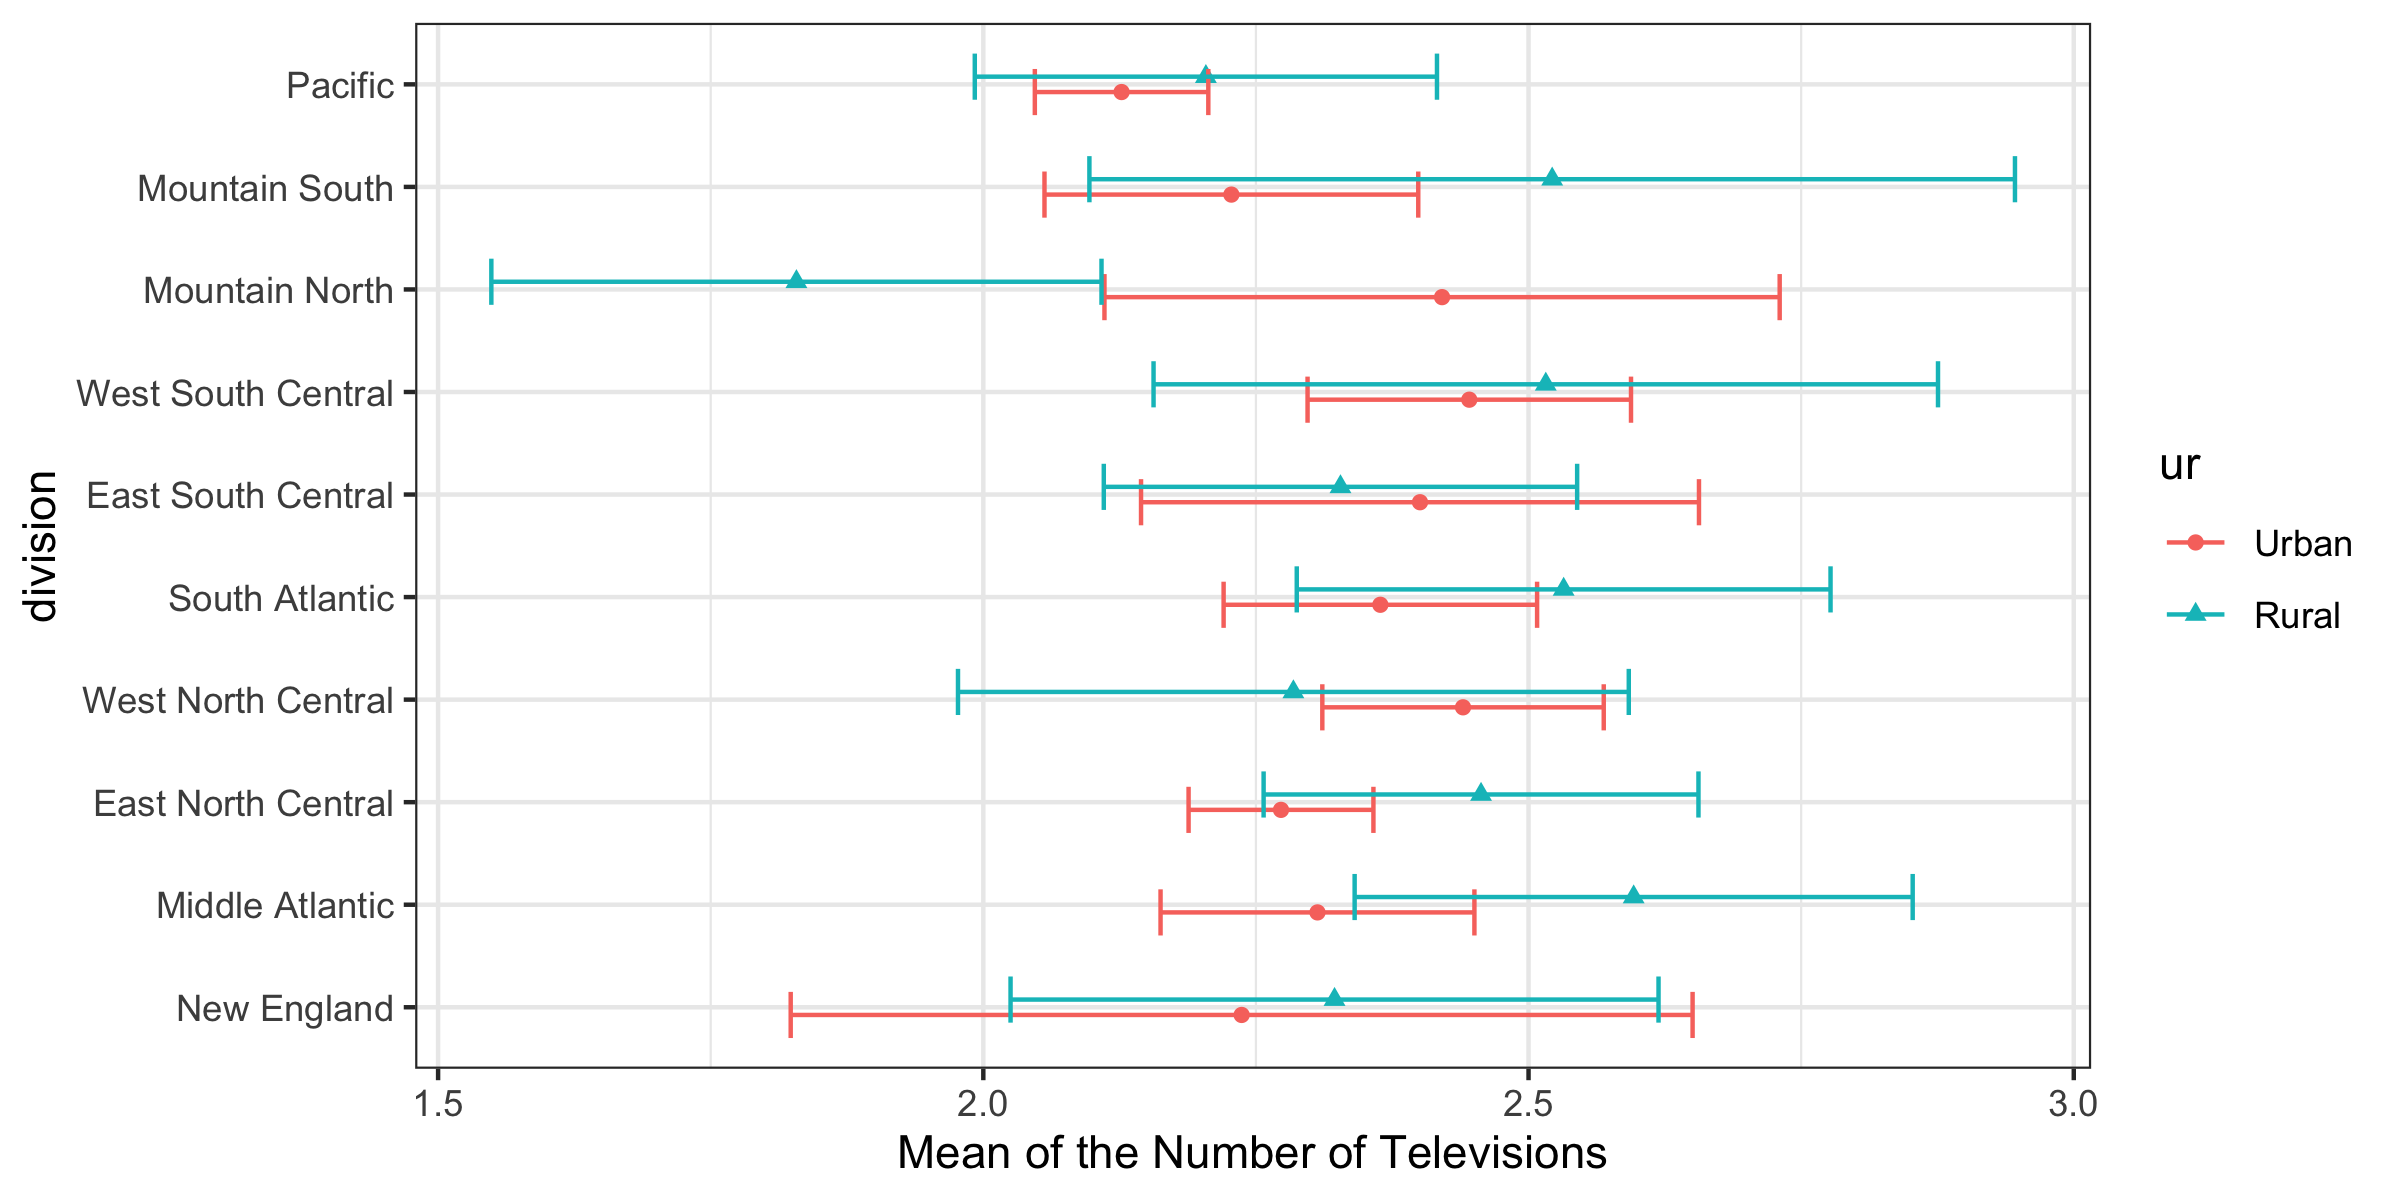 division
Pacific
Mountain South
Mountain North
West South Central
East South Central
South Atlantic
West North Central
East North Central
Middle Atlantic
New England
1.5 2.0 2.5 3.0
Mean of the Number of Televisions
ur
Urban
Rural